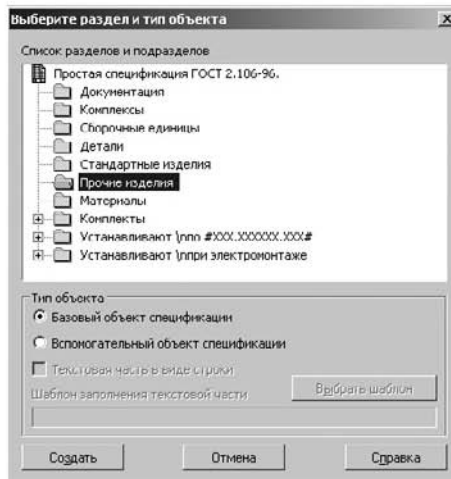 Выберите раздел и тип объекта
Список разделов и подразделов
Простая спецификация ГОСТ 2.106-96.
Документация
Комплексы
Сборочные единицы
Детали
Стандартные изделия
Прочие изделия
Материалы
Комплекты
Устанавливают \nпо #XXX.XXXXXX.XXX#
Устанавливают \nпри электромонтаже
Тип объекта
Базовый объект спецификации
Вспомогательный объект спецификации
Текстовая часть в виде строки
Шаблон заполнения текстовой части
Выбрать шаблон
Создать Отмена Справка